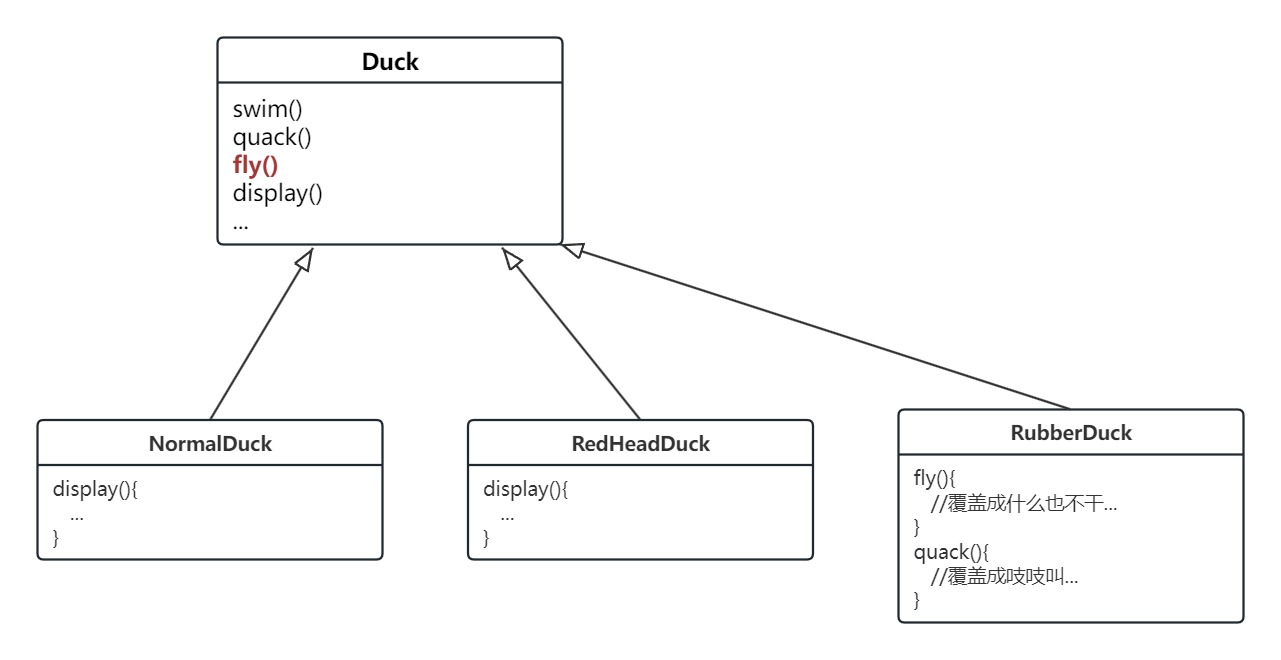 Duck
swim()
quack()
fly()
display()
...
NormalDuck
display(){
...
}
RedHeadDuck
display(){
...
}
RubberDuck
fly(){
//覆盖成什么也不干...
}
quack(){
//覆盖成吱吱叫...
}